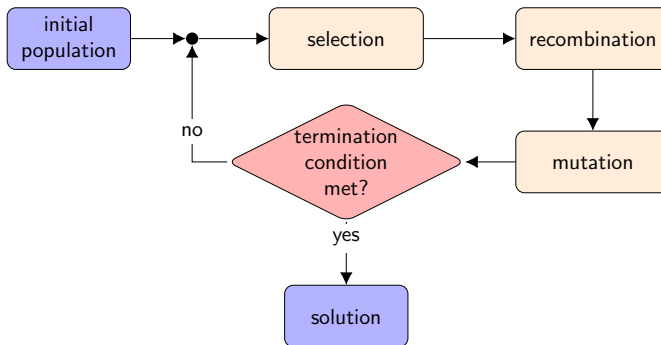 initial
population
selection
recombination
no
termination
condition
met?
mutation
yes
solution